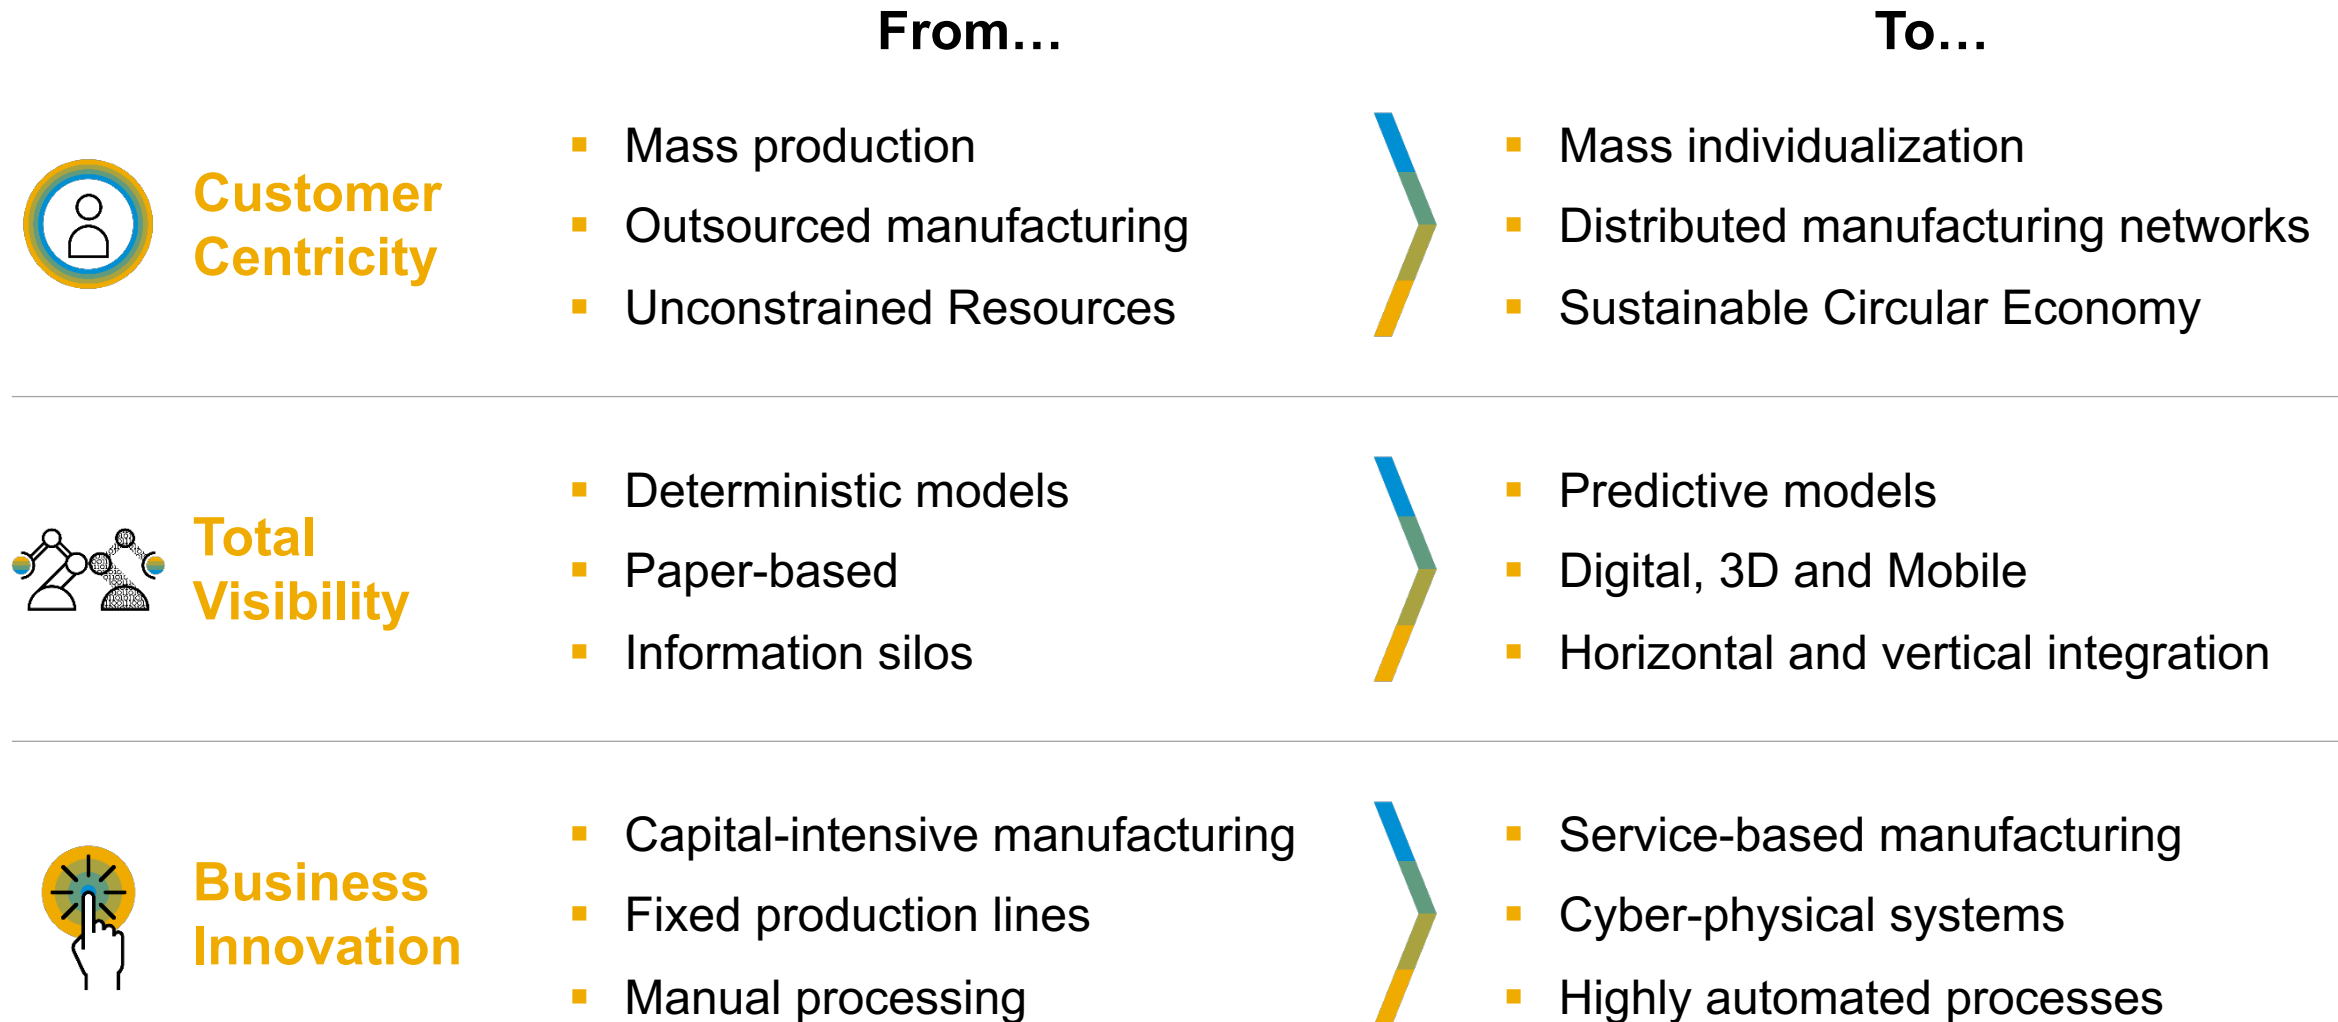 From…
To…
Customer
Centricity
Mass production
Outsourced manufacturing
Unconstrained Resources
Mass individualization
Distributed manufacturing networks
Sustainable Circular Economy
Total
Visibility
Deterministic models
Paper-based
Information silos
Predictive models
Digital, 3D and Mobile
Horizontal and vertical integration
Business
Innovation
Capital-intensive manufacturing
Fixed production lines
Manual processing
Service-based manufacturing
Cyber-physical systems
Highly automated processes